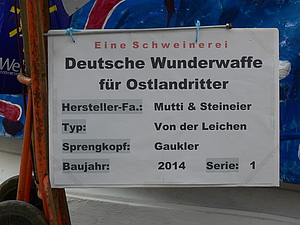 Eine Schweinerei
Deutsche Wunderwaffe
für Ostlandritter
Hersteller-Fa.: Mutti & Steineier
Typ: Von der Leichen
Sprengkopf: Gaukler
Baujahr: 2014 Serie: 1
We